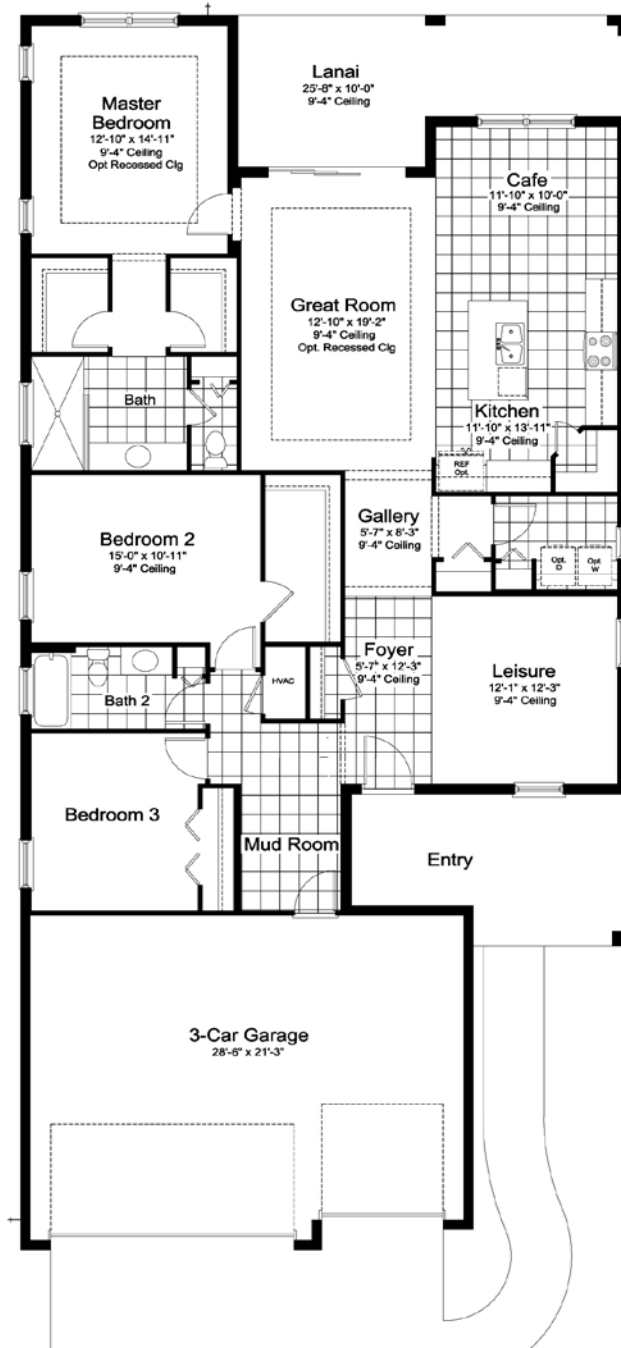 Lanai
25'-8" x 10'-0"
9'-4" Ceiling
Master
Bedroom
12'-10" x 14'-11"
9'-4" Ceiling
Opt Recessed Clg
Cafe
11'-10" x 10'-0"
9'-4" Ceiling
Great Room
12'-10" x 19'-2"
9'-4" Ceiling
Opt. Recessed Clg
Bath
Kitchen
11'-10" x 13'-11"
9'-4" Ceiling
REF
Opt.
Gallery
5'-7" x 8'-3"
9'-4" Ceiling
Bedroom 2
15'-0" x 10'-11"
9'-4" Ceiling
Opt.
D
Opt
W
Foyer
5'-7" x 12'-3"
9'-4" Ceiling
HVAC
Leisure
12'-1" x 12'-3"
9'-4" Ceiling
Bath 2
Bedroom 3
Mud Room
Entry
3-Car Garage
28'-6" x 21'-3"